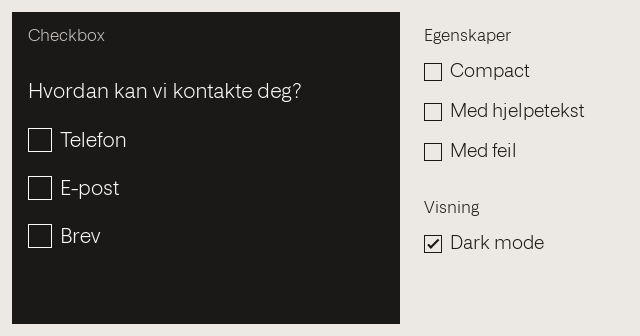 Checkbox
Hvordan kan vi kontakte deg?
Telefon
E-post
Brev
Egenskaper
Compact
Med hjelpetekst
Med feil
Visning
Dark mode